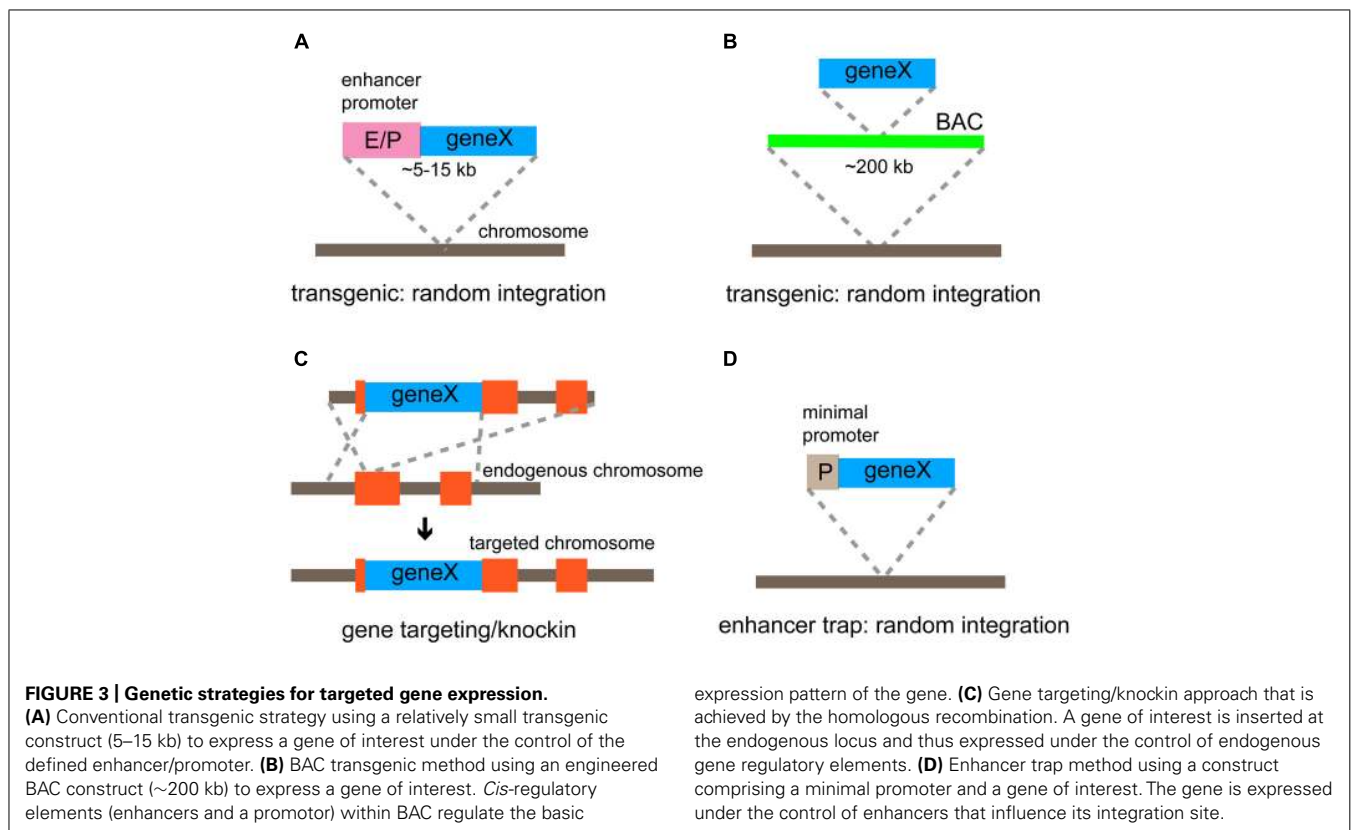 A
enhancer
promoter
E/P geneX
~5-15 kb
chromosome
transgenic: random integration
B
geneX
BAC
~200 kb
transgenic: random integration
C
geneX
endogenous chromosome
targeted chromosome
geneX
gene targeting/knockin
D
minimal
promoter
P geneX
enhancer trap: random integration
FIGURE 3 | Genetic strategies for targeted gene expression.
(A) Conventional transgenic strategy using a relatively small transgenic
construct (5–15 kb) to express a gene of interest under the control of the
defined enhancer/promoter. (B) BAC transgenic method using an engineered
BAC construct (∼200 kb) to express a gene of interest. Cis-regulatory
elements (enhancers and a promotor) within BAC regulate the basic
expression pattern of the gene. (C) Gene targeting/knockin approach that is
achieved by the homologous recombination. A gene of interest is inserted at
the endogenous locus and thus expressed under the control of endogenous
gene regulatory elements. (D) Enhancer trap method using a construct
comprising a minimal promoter and a gene of interest. The gene is expressed
under the control of enhancers that influence its integration site.